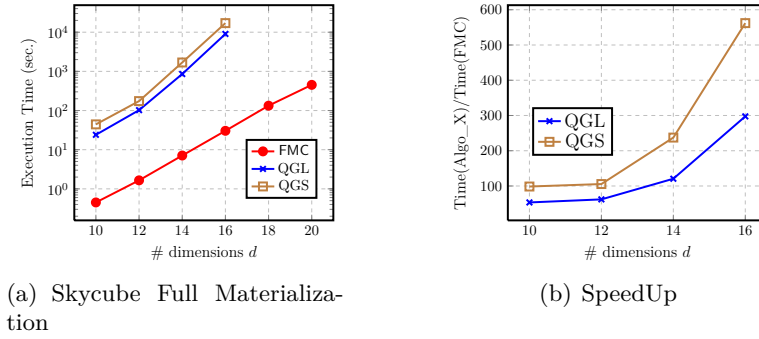 10^4
10^3
10^2
10^1
10^0
Execution Time (sec.)
FMC
QGL
QGS
10 12 14 16 18 20
# dimensions d
(a) Skycube Full Materializa-
tion
600
500
400
300
200
100
Time(Algo_X)/Time(FMC)
QGL
QGS
10 12 14 16
# dimensions d
(b) SpeedUp